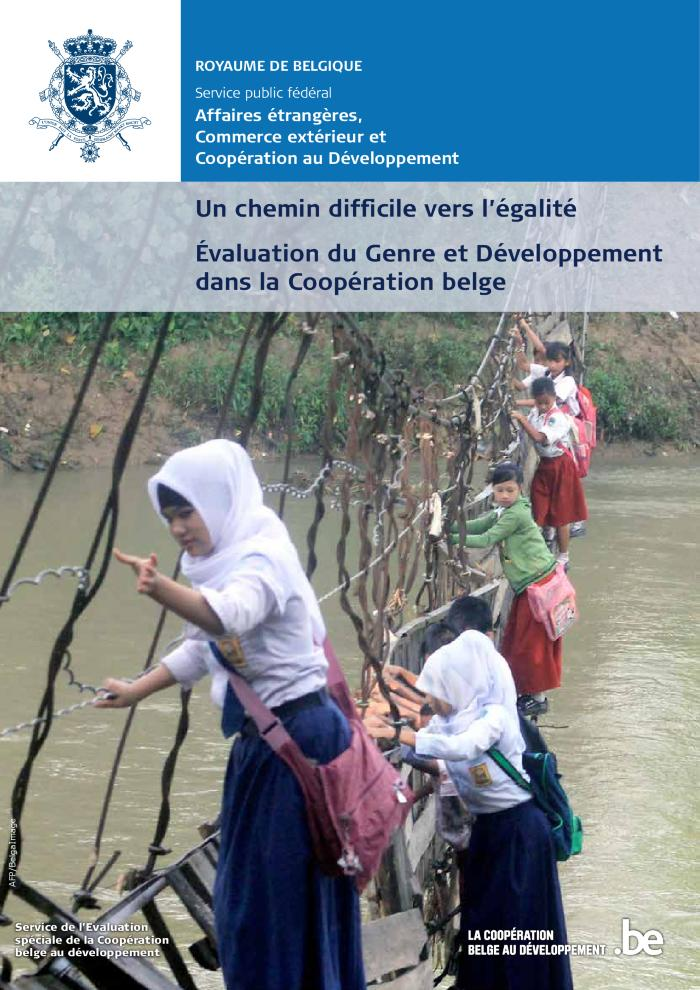 ROYAUME DE BELGIQUE
Service public fédéral
Affaires étrangères,
Commerce extérieur et
Coopération au Développement
Un chemin difficile vers l'égalité
Évaluation du Genre et Développement
dans la Coopération belge
AFP/BelgaImage
Service de l'Evaluation
spéciale de la Coopération
belge au développement
LA COOPÉRATION
BELGE AU DÉVELOPPEMENT .be